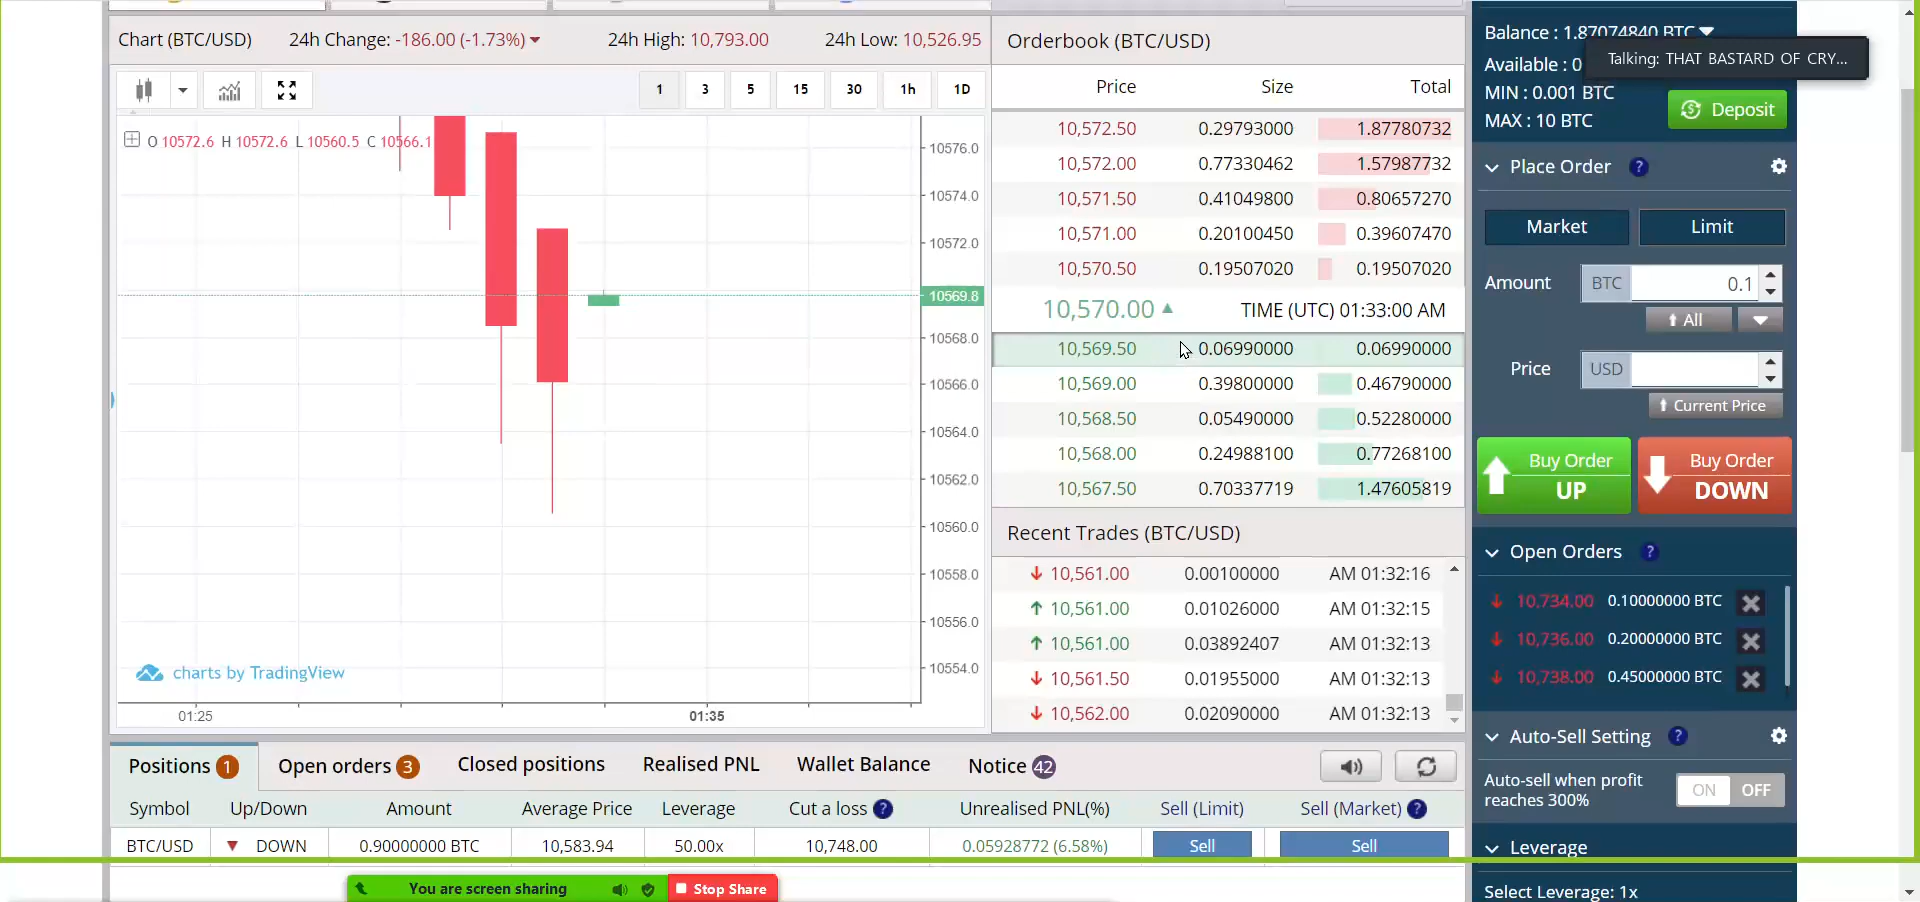 Chart (BTC/USD) 24h Change: -186.00 (-1.73%) 24h High: 10,793.00 24h Low: 10,526.95
1 3 5 15 30 1h 1D
O 10572.6 H 10572.6 L 10560.5 C 10566.1
10576.0
10574.0
10572.0
10569.8
10568.0
10566.0
10564.0
10562.0
10560.0
10558.0
10556.0
10554.0
charts by TradingView
01:25 01:35
Orderbook (BTC/USD)
Price Size Total
10,572.50 0.29793000 1.87780732
10,572.00 0.77330462 1.57987732
10,571.50 0.41049800 0.80657270
10,571.00 0.20100450 0.39607470
10,570.50 0.19507020 0.19507020
10,570.00 TIME (UTC) 01:33:00 AM
10,569.50 0.06990000 0.06990000
10,569.00 0.39800000 0.46790000
10,568.50 0.05490000 0.52280000
10,568.00 0.24988100 0.77268100
10,567.50 0.70337719 1.47605819
Recent Trades (BTC/USD)
10,561.00 0.00100000 AM 01:32:16
10,561.00 0.01026000 AM 01:32:15
10,561.00 0.03892407 AM 01:32:13
10,561.50 0.01955000 AM 01:32:13
10,562.00 0.02090000 AM 01:32:13
Balance : 1.87074840 BTC
Talking: THAT BASTARD OF CRY...
Available : 0
MIN : 0.001 BTC
MAX : 10 BTC
Deposit
Place Order ?
Market Limit
Amount BTC 0.1
All
Price USD
Current Price
Buy Order UP
Buy Order DOWN
Open Orders ?
10,734.00 0.10000000 BTC
10,736.00 0.20000000 BTC
10,738.00 0.45000000 BTC
Auto-Sell Setting ?
Auto-sell when profit
reaches 300%
ON OFF
Leverage
Select Leverage: 1x
Positions 1 Open orders 3 Closed positions Realised PNL Wallet Balance Notice 42
Symbol Up/Down Amount Average Price Leverage Cut a loss ? Unrealised PNL(%) Sell (Limit) Sell (Market) ?
BTC/USD DOWN 0.90000000 BTC 10,583.94 50.00x 10,748.00 0.05928772 (6.58%) Sell Sell
You are screen sharing Stop Share